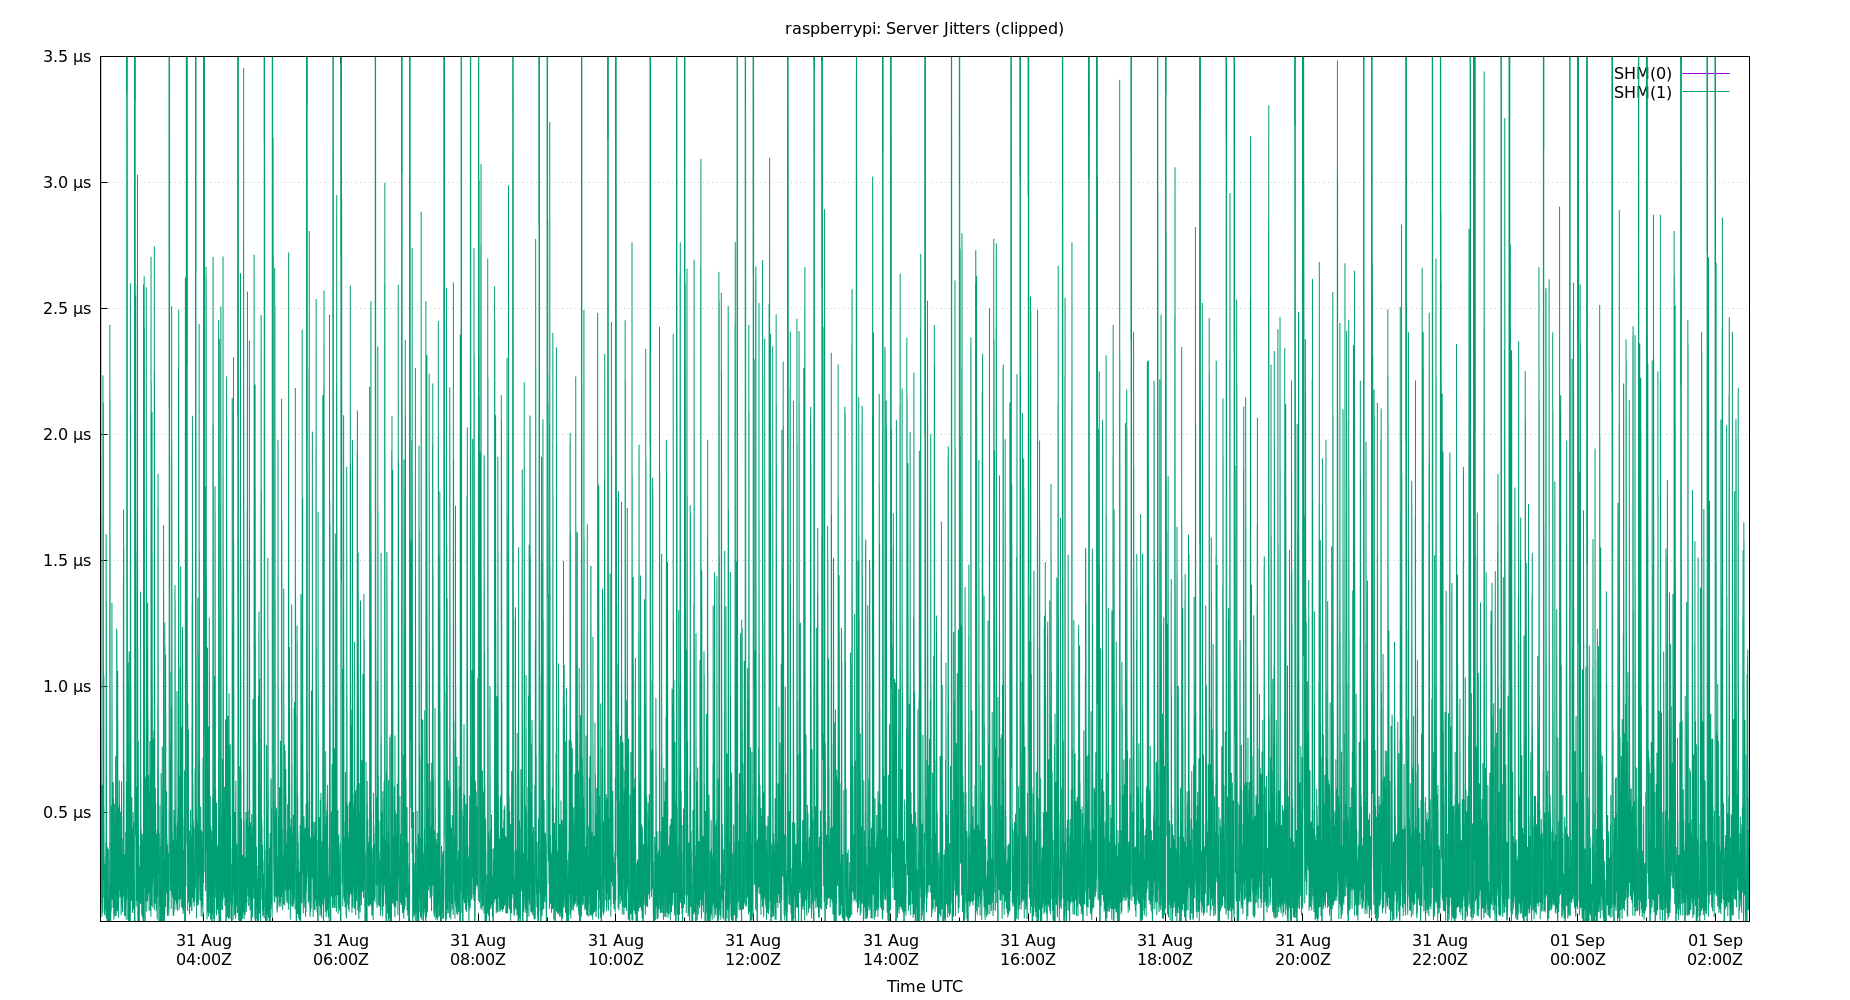 raspberrypi: Server Jitters (clipped)
3.5 µs
SHM(0)
SHM(1)
3.0 µs
2.5 µs
2.0 µs
1.5 µs
1.0 µs
0.5 µs
31 Aug 31 Aug 31 Aug 31 Aug 31 Aug 31 Aug 31 Aug 31 Aug 31 Aug 31 Aug 01 Sep 01 Sep
04:00Z 06:00Z 08:00Z 10:00Z 12:00Z 14:00Z 16:00Z 18:00Z 20:00Z 22:00Z 00:00Z 02:00Z
Time UTC